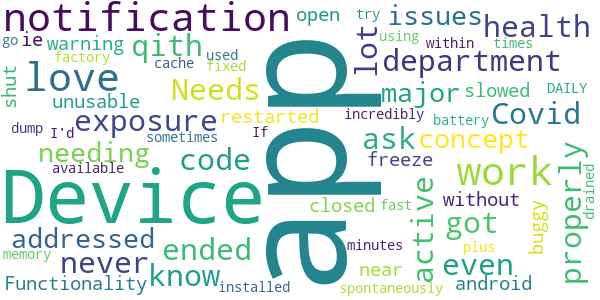 notification
app
open
try
issues
health
go
ie
warning
qith
used
using
within
times
factory
cache
fixed
lot
department
shut
love
unusable
Needs
major
slowed
DAILY
dump
I'd
exposure
restarted
incredibly
battery
Covid
sometimes
If
ask
concept
needing
code
freeze
available
Device
work
properly
drained
closed
fast
active
without
got
buggy
addressed
ended
near
minutes
plus
even
memory
never
know
Functionality
installed
spontaneously
android